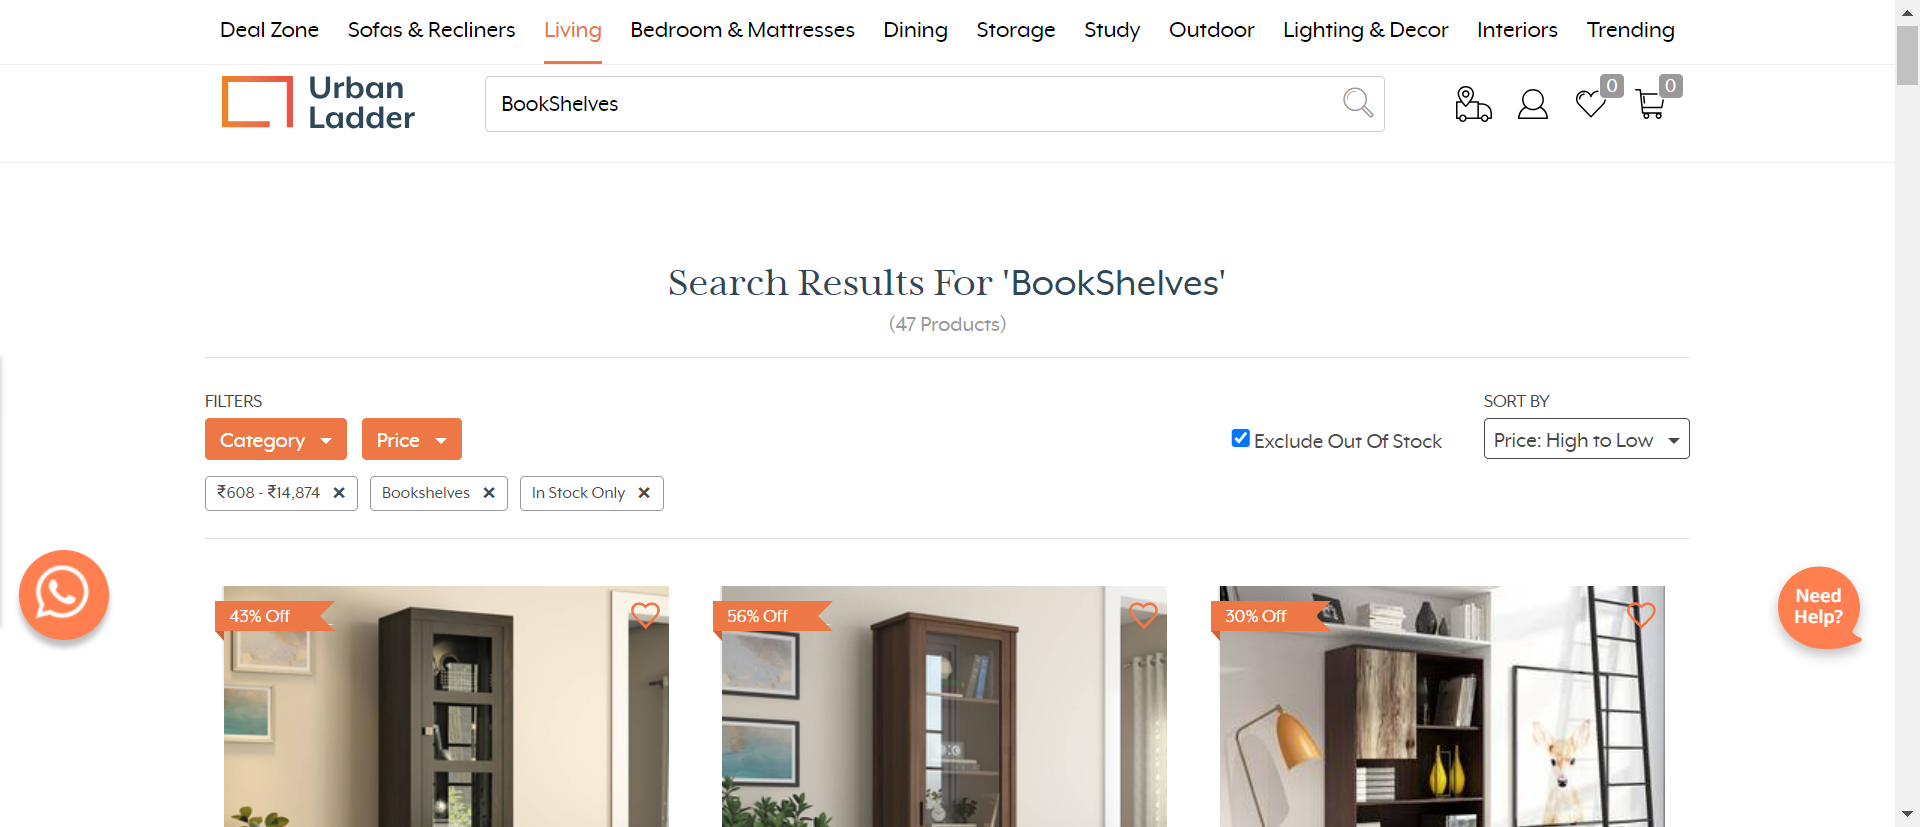 Deal Zone Sofas & Recliners Living Bedroom & Mattresses Dining Storage Study Outdoor Lighting & Decor Interiors Trending
Urban
Ladder
BookShelves
0
0
Search Results For 'BookShelves'
(47 Products)
FILTERS
SORT BY
Category Price
Exclude Out Of Stock
Price: High to Low
₹608 - ₹14,874 ✕ Bookshelves ✕ In Stock Only ✕
43% Off
56% Off
30% Off
Need
Help?